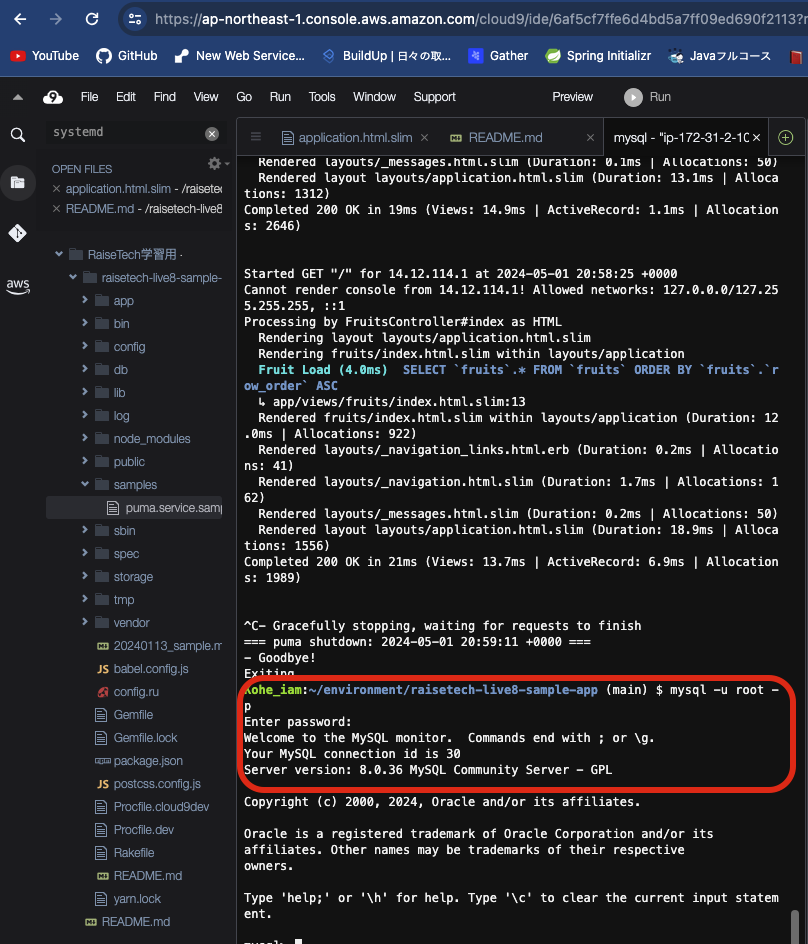 https://ap-northeast-1.console.aws.amazon.com/cloud9/ide/6af5cf7ffe6d4bd5a7ff09ed690f2113?
YouTube GitHub New Web Service... BuildUp | 日々の取... Gather Spring Initializr Javaフルコース
File Edit Find View Go Run Tools Window Support Preview Run
systemd
application.html.slim README.md mysql - "ip-172-31-2-10
OPEN FILES
application.html.slim - /raisetec
README.md - /raisetech-live8
RaiseTech学習用 -
raisetech-live8-sample-
app
bin
config
db
lib
log
node_modules
public
samples
puma.service.samp
sbin
spec
storage
tmp
vendor
20240113_sample.m
JS babel.config.js
config.ru
Gemfile
Gemfile.lock
package.json
JS postcss.config.js
Procfile.cloud9dev
Procfile.dev
Rakefile
README.md
yarn.lock
README.md
aws
Rendered layouts/_messages.html.slim (Duration: 0.1ms | Allocations: 50)
Rendered layout layouts/application.html.slim (Duration: 13.1ms | Alloca
tions: 1312)
Completed 200 OK in 19ms (Views: 14.9ms | ActiveRecord: 1.1ms | Allocation
s: 2646)
Started GET "/" for 14.12.114.1 at 2024-05-01 20:58:25 +0000
Cannot render console from 14.12.114.1! Allowed networks: 127.0.0.0/127.25
5.255.255, ::1
Processing by FruitsController#index as HTML
Rendering layout layouts/application.html.slim
Rendering fruits/index.html.slim within layouts/application
Fruit Load (4.0ms) SELECT `fruits`.* FROM `fruits` ORDER BY `fruits`.`r
ow_order` ASC
↳ app/views/fruits/index.html.slim:13
Rendered fruits/index.html.slim within layouts/application (Duration: 12
.0ms | Allocations: 922)
Rendered layouts/_navigation_links.html.erb (Duration: 0.2ms | Allocatio
ns: 41)
Rendered layouts/_navigation.html.slim (Duration: 1.7ms | Allocations: 1
62)
Rendered layouts/_messages.html.slim (Duration: 0.2ms | Allocations: 50)
Rendered layout layouts/application.html.slim (Duration: 18.9ms | Alloca
tions: 1556)
Completed 200 OK in 21ms (Views: 13.7ms | ActiveRecord: 6.9ms | Allocation
s: 1989)
^C- Gracefully stopping, waiting for requests to finish
=== puma shutdown: 2024-05-01 20:59:11 +0000 ===
- Goodbye!
Exiting
kohe_iam:~/environment/raisetech-live8-sample-app (main) $ mysql -u root -
p
Enter password:
Welcome to the MySQL monitor.  Commands end with ; or \g.
Your MySQL connection id is 30
Server version: 8.0.36 MySQL Community Server - GPL
Copyright (c) 2000, 2024, Oracle and/or its affiliates.
Oracle is a registered trademark of Oracle Corporation and/or its
affiliates. Other names may be trademarks of their respective
owners.
Type 'help;' or '\h' for help. Type '\c' to clear the current input statem
ent.